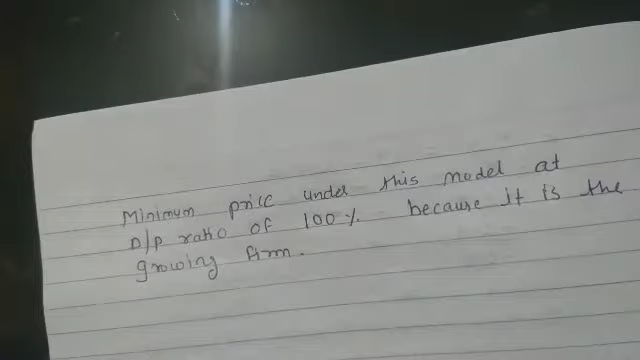 Minimum price under this model at
D/P ratio of 100% because it is the
growing firm.